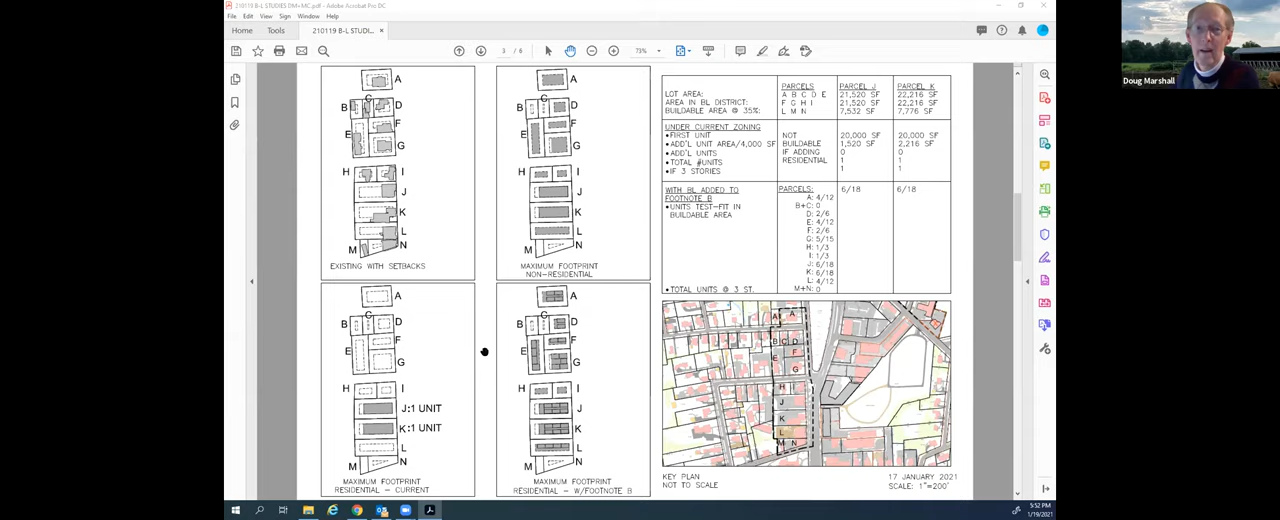 210119 B-L STUDIES DM+MC.pdf - Adobe Acrobat Pro DC
File Edit View Sign Window Help
Home Tools 210119 B-L STUDI... ×
3 / 6
73%
A
B C D
E F
G
H I
J
K
L
M N
EXISTING WITH SETBACKS
A
B C D
E F
G
H I
J
K
L
M N
MAXIMUM FOOTPRINT
NON-RESIDENTIAL
A
B C D
E F
G
H I
J:1 UNIT
K:1 UNIT
L
M N
MAXIMUM FOOTPRINT
RESIDENTIAL - CURRENT
A
B C D
E F
G
H I
J
K
L
M N
MAXIMUM FOOTPRINT
RESIDENTIAL - W/FOOTNOTE B
PARCELS PARCEL J PARCEL K
LOT AREA: A B C D E 21,520 SF 22,216 SF
AREA IN BL DISTRICT: F G H I 21,520 SF 22,216 SF
BUILDABLE AREA @ 35%: L M N 7,532 SF 7,776 SF
UNDER CURRENT ZONING
•FIRST UNIT NOT 20,000 SF 20,000 SF
•ADD'L UNIT AREA/4,000 SF BUILDABLE 1,520 SF 2,216 SF
•ADD'L UNITS IF ADDING 0 0
•TOTAL #UNITS RESIDENTIAL 1 1
•IF 3 STORIES 1 1
WITH BL ADDED TO PARCELS: 6/18 6/18
FOOTNOTE B A: 4/12
•UNITS TEST-FIT IN B+C: 0
BUILDABLE AREA D: 2/6
E: 4/12
F: 2/6
G: 5/15
H: 1/3
I: 1/3
J: 6/18
K: 6/18
L: 4/12
•TOTAL UNITS @ 3 ST. M+N: 0
A A
B C D
E F
G
H I
J
K
L
M N
KEY PLAN 17 JANUARY 2021
NOT TO SCALE SCALE: 1"=200'
Doug Marshall
5:52 PM
1/19/2021